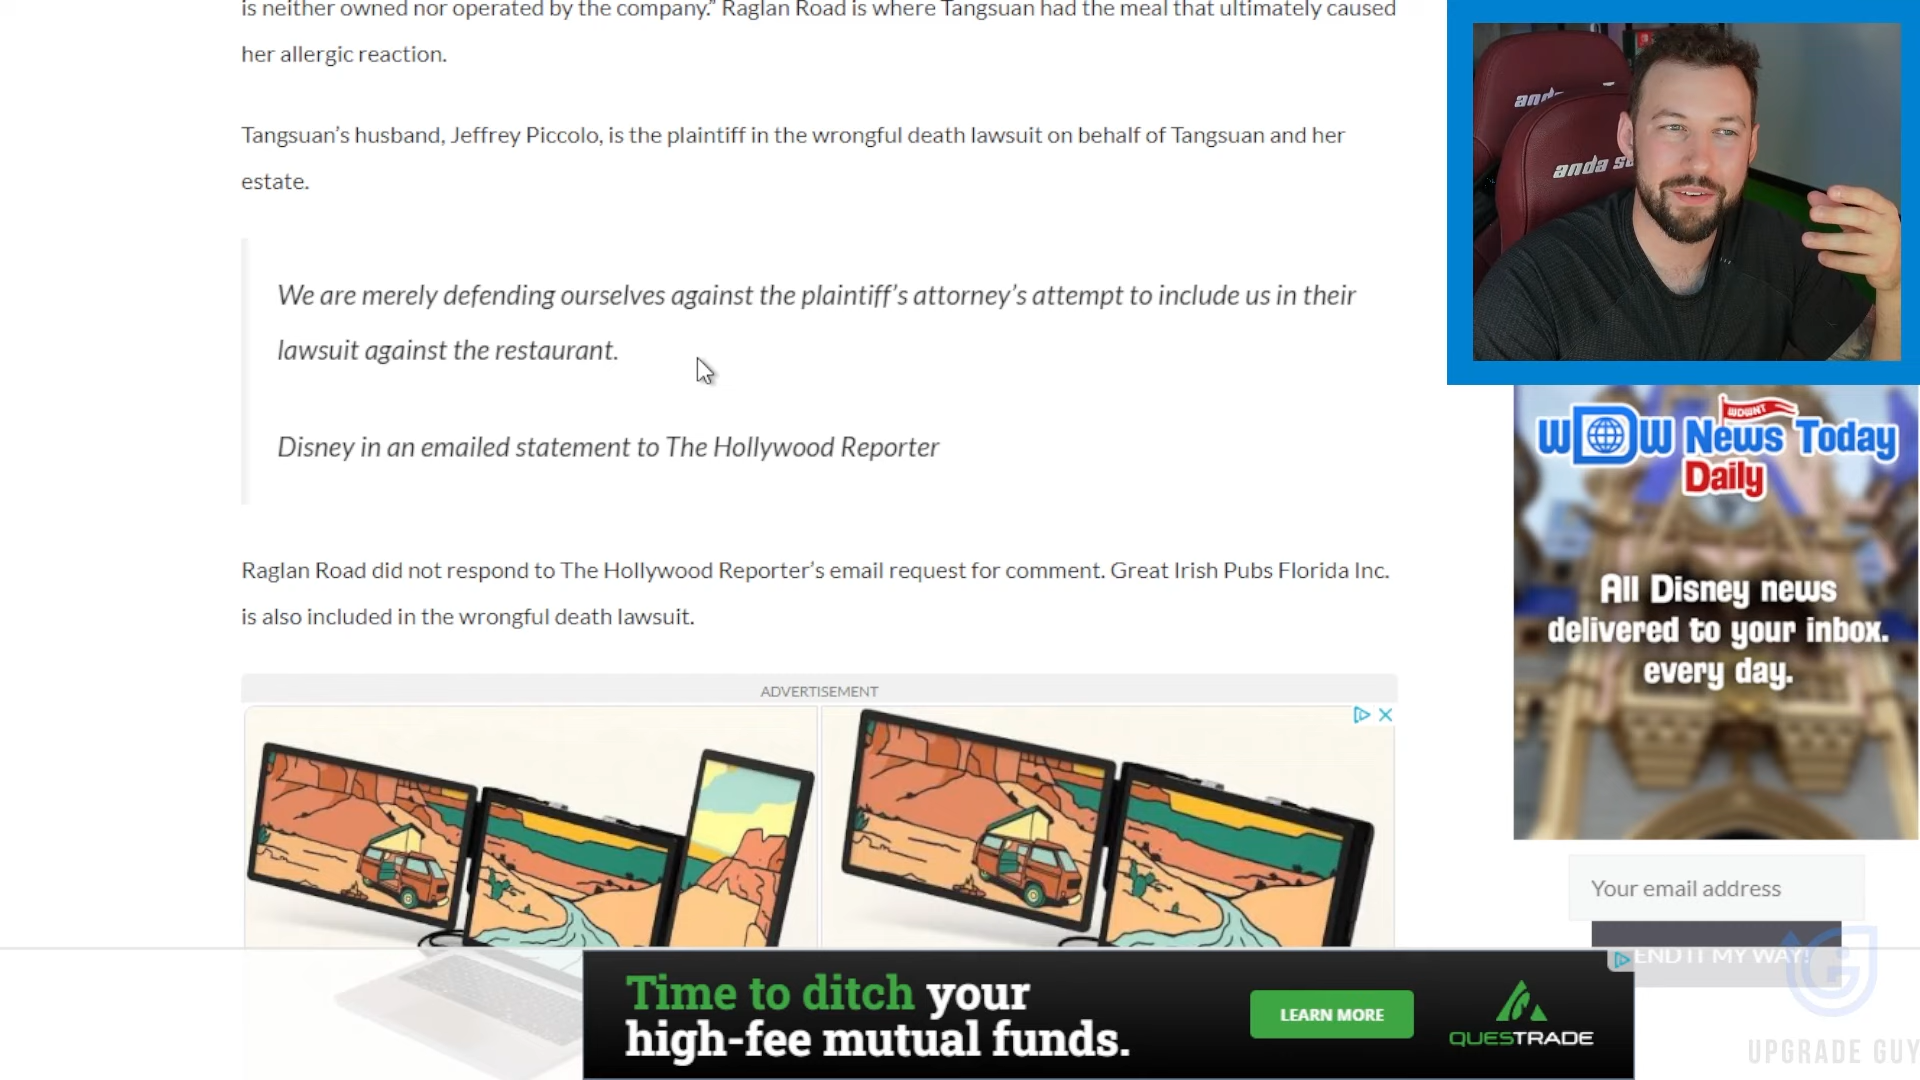 is neither owned nor operated by the company.” Raglan Road is where Tangsuan had the meal that ultimately caused
her allergic reaction.
Tangsuan’s husband, Jeffrey Piccolo, is the plaintiff in the wrongful death lawsuit on behalf of Tangsuan and her
estate.
We are merely defending ourselves against the plaintiff’s attorney’s attempt to include us in their
lawsuit against the restaurant.
Disney in an emailed statement to The Hollywood Reporter
Raglan Road did not respond to The Hollywood Reporter’s email request for comment. Great Irish Pubs Florida Inc.
is also included in the wrongful death lawsuit.
ADVERTISEMENT
Time to ditch your
high-fee mutual funds.
LEARN MORE
QUESTRADE
anda
anda
WDWNT
WDW News Today
Daily
All Disney news
delivered to your inbox.
every day.
Your email address
END IT MY WAY!
UPGRADE GUY